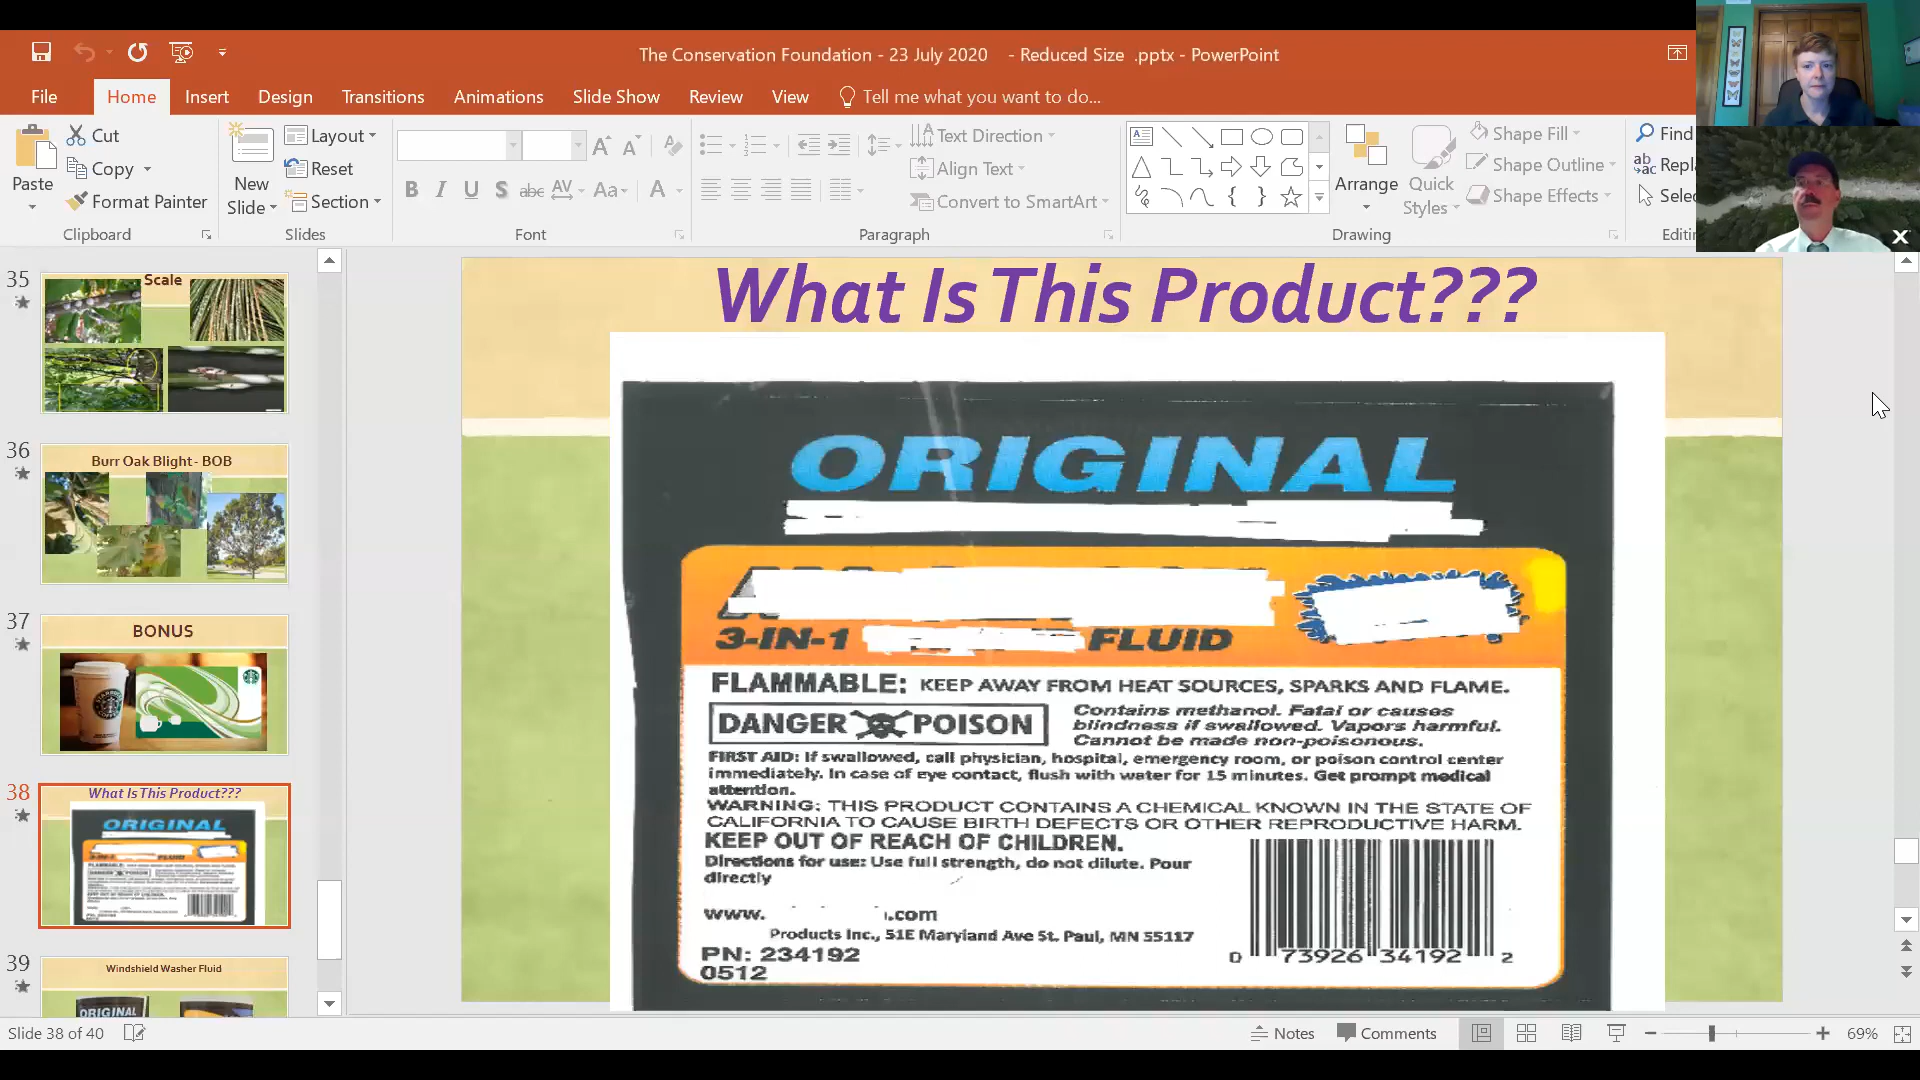 The Conservation Foundation - 23 July 2020 - Reduced Size .pptx - PowerPoint
File Home Insert Design Transitions Animations Slide Show Review View Tell me what you want to do...
Paste
Cut
Copy
Format Painter
Clipboard
New Slide
Layout
Reset
Section
Slides
B I U S abc AV Aa A
Font
Text Direction
Align Text
Convert to SmartArt
Paragraph
Arrange
Quick Styles
Shape Fill
Shape Outline
Shape Effects
Drawing
Find
35
Scale
36
Burr Oak Blight - BOB
37
BONUS
38
What Is This Product???
ORIGINAL
39
Windshield Washer Fluid
ORIGINAL
What Is This Product???
ORIGINAL
3-IN-1 FLUID
FLAMMABLE: KEEP AWAY FROM HEAT SOURCES, SPARKS AND FLAME.
DANGER POISON
Contains methanol. Fatal or causes
blindness if swallowed. Vapors harmful.
Cannot be made non-poisonous.
FIRST AID: If swallowed, call physician, hospital, emergency room, or poison control center
immediately. In case of eye contact, flush with water for 15 minutes. Get prompt medical
attention.
WARNING: THIS PRODUCT CONTAINS A CHEMICAL KNOWN IN THE STATE OF
CALIFORNIA TO CAUSE BIRTH DEFECTS OR OTHER REPRODUCTIVE HARM.
KEEP OUT OF REACH OF CHILDREN.
Directions for use: Use full strength, do not dilute. Pour
directly
www. .com
Products Inc., 51E Maryland Ave St. Paul, MN 55117
PN: 234192
0512
0 73926 34192 2
Slide 38 of 40
Notes Comments 69%